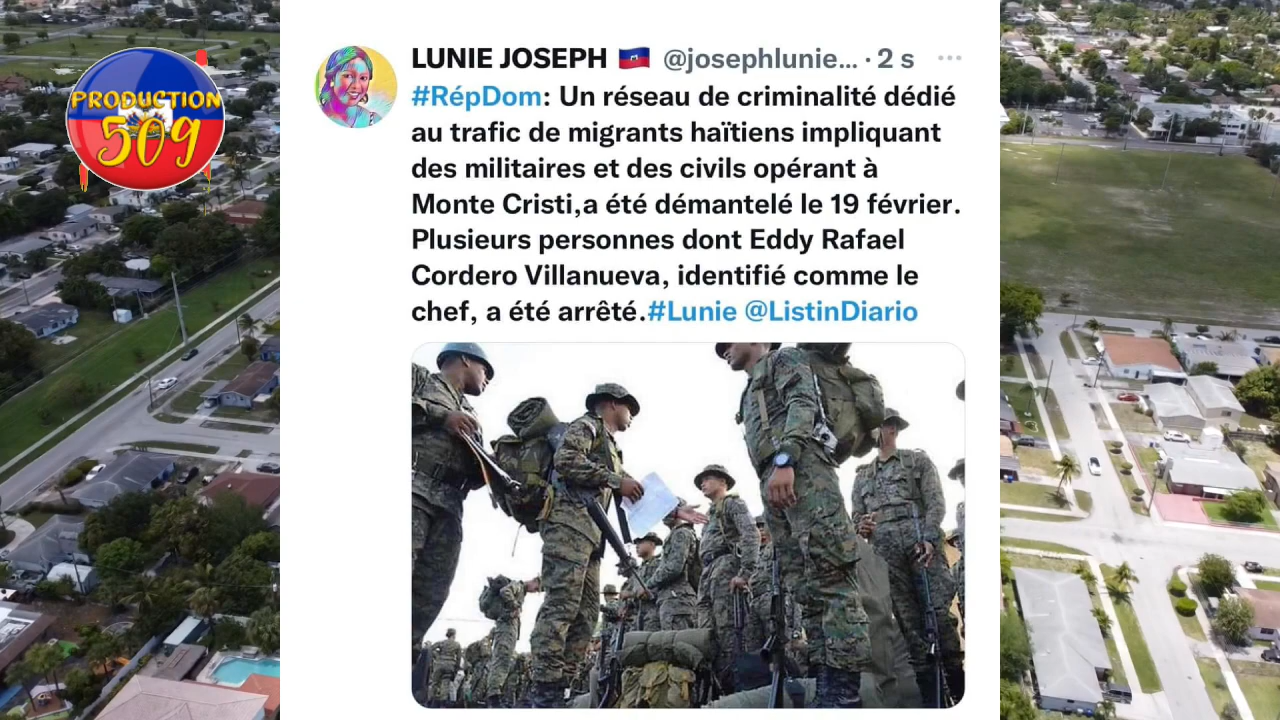 PRODUCTION
509
LUNIE JOSEPH 🇭🇹 @josephlunie... · 2 s ...
#RépDom: Un réseau de criminalité dédié
au trafic de migrants haïtiens impliquant
des militaires et des civils opérant à
Monte Cristi,a été démantelé le 19 février.
Plusieurs personnes dont Eddy Rafael
Cordero Villanueva, identifié comme le
chef, a été arrêté.#Lunie @ListinDiario